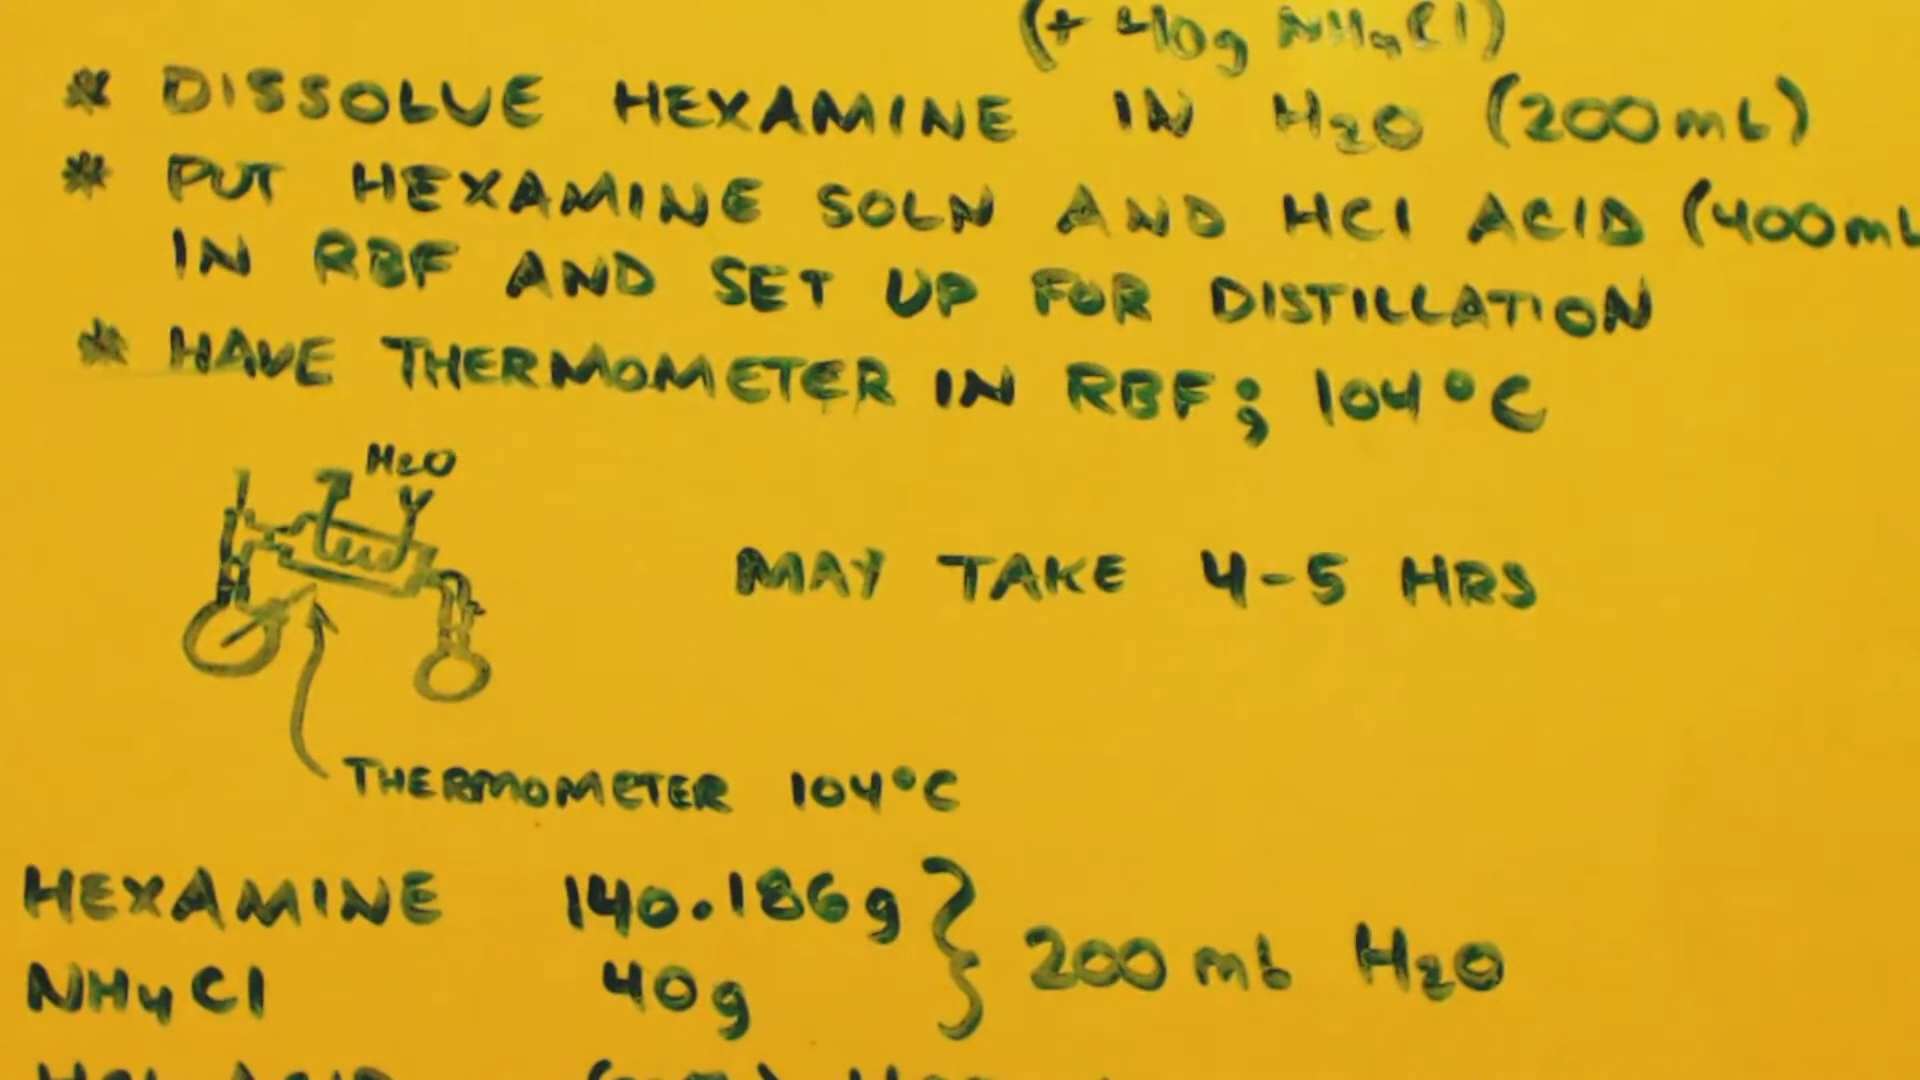 (+ 40g NH4Cl)
* DISSOLVE HEXAMINE IN H2O (200mL)
* PUT HEXAMINE SOLN AND HCl ACID (400mL
IN RBF AND SET UP FOR DISTILLATION
* HAVE THERMOMETER IN RBF; 104°C
H2O
MAY TAKE 4-5 HRS
THERMOMETER 104°C
HEXAMINE 140.186g } 200 mL H2O
NH4Cl 40g
HCl ACID